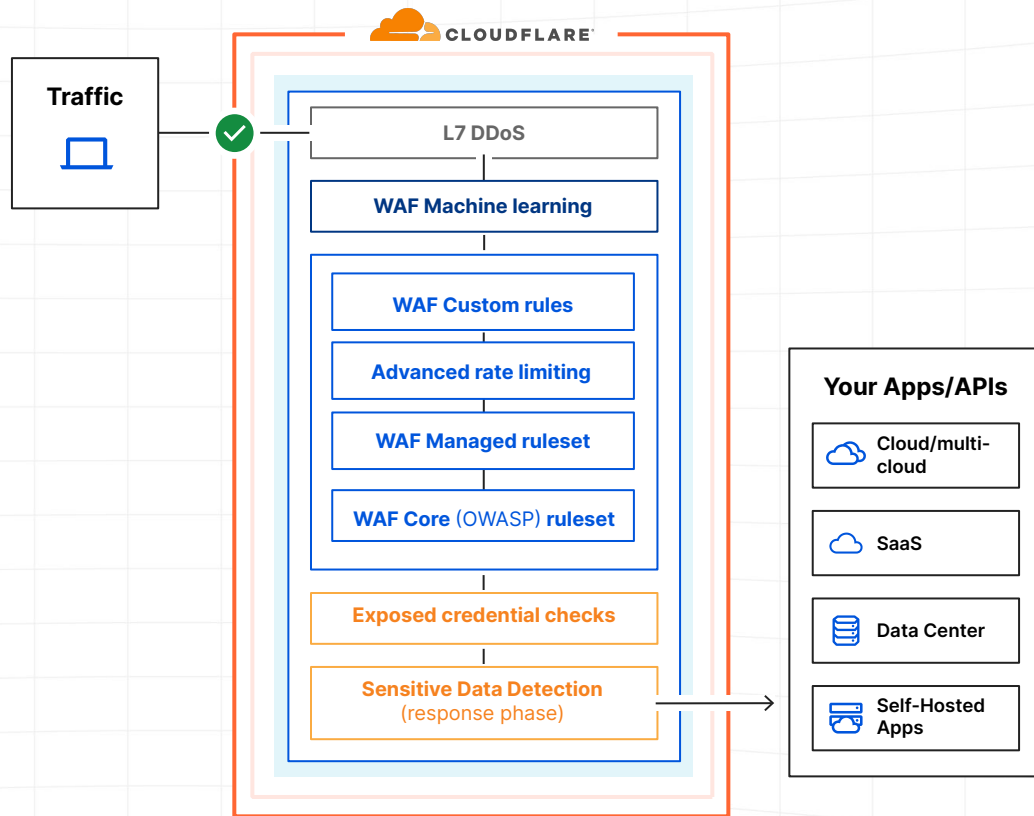 CLOUDFLARE
Traffic
L7 DDoS
WAF Machine learning
WAF Custom rules
Advanced rate limiting
WAF Managed ruleset
WAF Core (OWASP) ruleset
Exposed credential checks
Sensitive Data Detection
(response phase)
Your Apps/APIs
Cloud/multi-
cloud
SaaS
Data Center
Self-Hosted
Apps